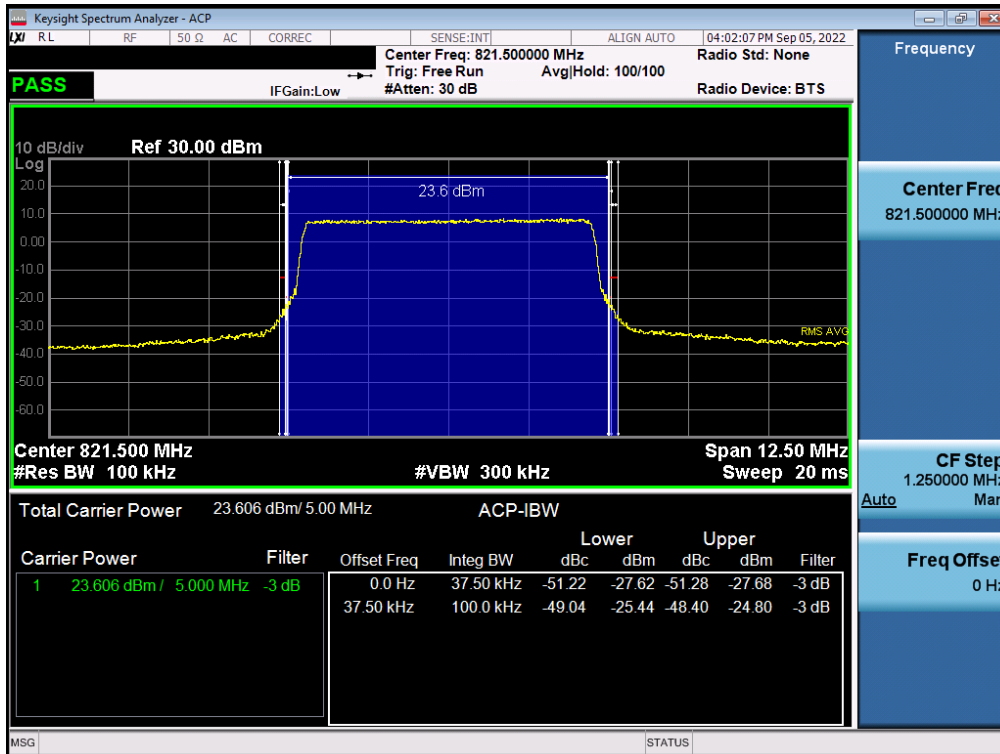 Keysight Spectrum Analyzer - ACP
LXI RL RF 50 Ω AC CORREC SENSE:INT ALIGN AUTO 04:02:07 PM Sep 05, 2022
Center Freq: 821.500000 MHz Radio Std: None
Trig: Free Run Avg|Hold: 100/100
PASS IFGain:Low #Atten: 30 dB Radio Device: BTS
10 dB/div Ref 30.00 dBm
Log
20.0
10.0
0.00
-10.0
-20.0
-30.0
-40.0
-50.0
-60.0
23.6 dBm
RMS AVG
Center 821.500 MHz Span 12.50 MHz
#Res BW 100 kHz #VBW 300 kHz Sweep 20 ms
Total Carrier Power 23.606 dBm/ 5.00 MHz ACP-IBW
Lower Upper
Carrier Power Filter Offset Freq Integ BW dBc dBm dBc dBm Filter
1 23.606 dBm / 5.000 MHz -3 dB 0.0 Hz 37.50 kHz -51.22 -27.62 -51.28 -27.68 -3 dB
37.50 kHz 100.0 kHz -49.04 -25.44 -48.40 -24.80 -3 dB
MSG STATUS
Frequency
Center Freq
821.500000 MHz
CF Step
1.250000 MHz
Auto Man
Freq Offset
0 Hz